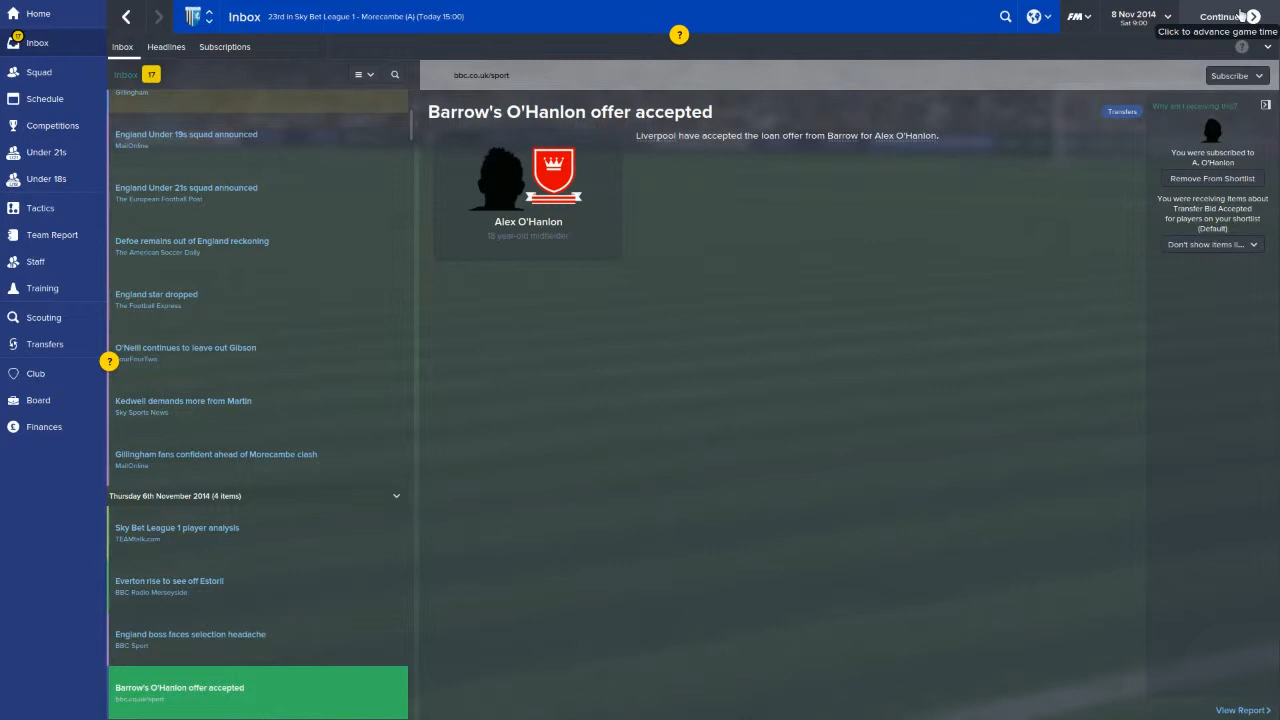 Home
Inbox
17
Squad
Schedule
Competitions
Under 21s
Under 18s
Tactics
Team Report
Staff
Training
Scouting
Transfers
Club
Board
Finances
Inbox
23rd in Sky Bet League 1 - Morecambe (A) (Today 15:00)
?
FM
8 Nov 2014
Sat 9:00
Continue
Click to advance game time
Inbox
Headlines
Subscriptions
?
Inbox
17
Gillingham
England Under 19s squad announced
MailOnline
England Under 21s squad announced
The European Football Post
Defoe remains out of England reckoning
The American Soccer Daily
England star dropped
The Football Express
O'Neill continues to leave out Gibson
FourFourTwo
?
Kedwell demands more from Martin
Sky Sports News
Gillingham fans confident ahead of Morecambe clash
MailOnline
Thursday 6th November 2014 (4 items)
Sky Bet League 1 player analysis
TEAMtalk.com
Everton rise to see off Estoril
BBC Radio Merseyside
England boss faces selection headache
BBC Sport
Barrow's O'Hanlon offer accepted
bbc.co.uk/sport
bbc.co.uk/sport
Subscribe
Barrow's O'Hanlon offer accepted
Transfers
Liverpool have accepted the loan offer from Barrow for Alex O'Hanlon.
Alex O'Hanlon
18 year-old midfielder
Why am I receiving this?
You were subscribed to
A. O'Hanlon
Remove From Shortlist
You were receiving items about
Transfer Bid Accepted
for players on your shortlist
(Default)
Don't show items li...
View Report